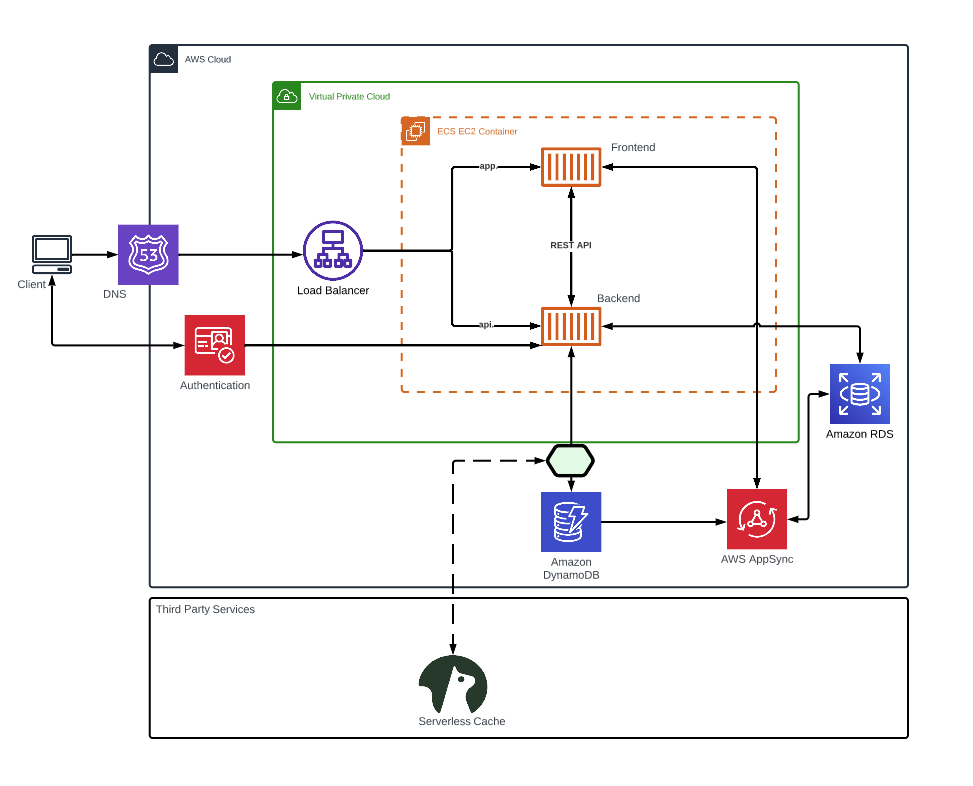 AWS Cloud
Virtual Private Cloud
ECS EC2 Container
Frontend
app.
REST API
53
Client
DNS
Load Balancer
Backend
api.
Authentication
Amazon RDS
Amazon
DynamoDB
AWS AppSync
Third Party Services
Serverless Cache